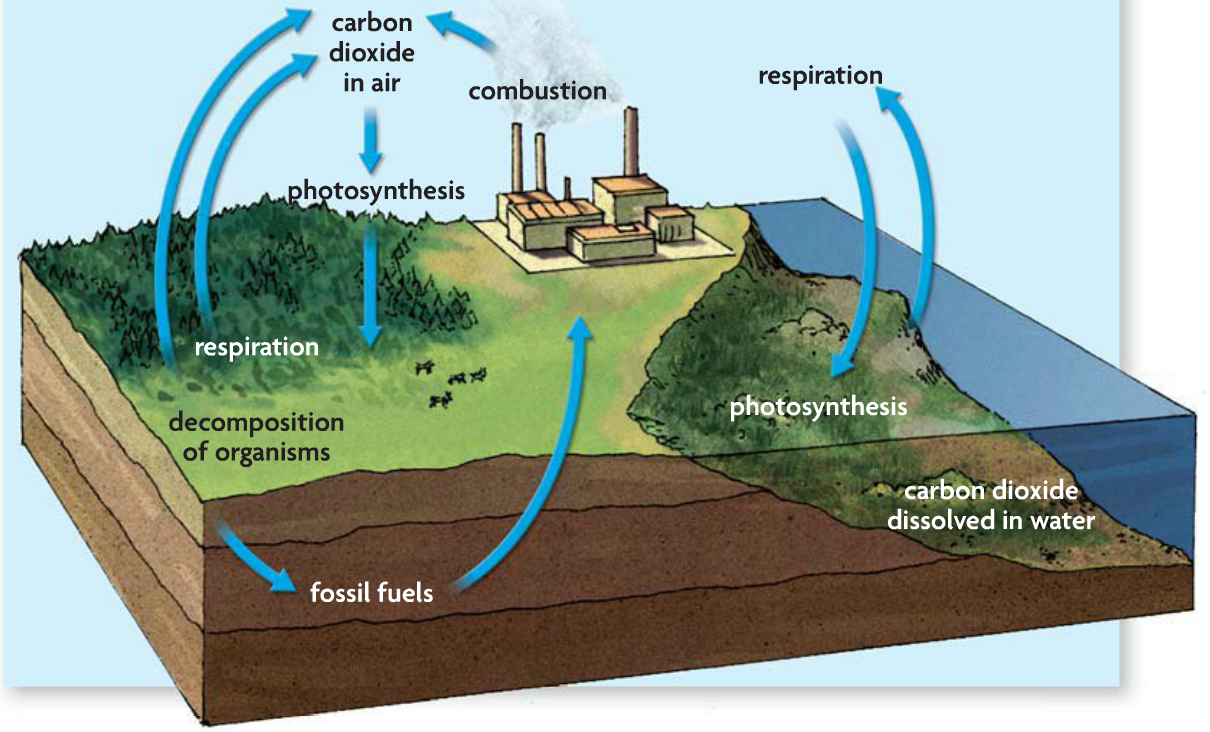 carbon
dioxide
in air
combustion
respiration
photosynthesis
respiration
decomposition
of organisms
photosynthesis
carbon dioxide
dissolved in water
fossil fuels